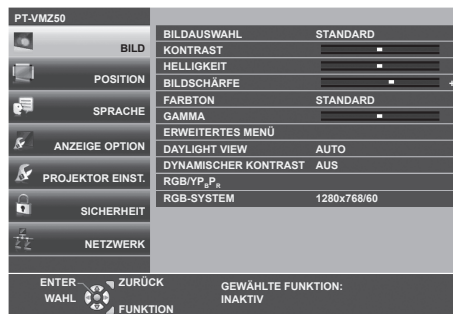 PT-VMZ50
BILD
POSITION
SPRACHE
ANZEIGE OPTION
PROJEKTOR EINST.
SICHERHEIT
NETZWERK
BILDAUSWAHL STANDARD
KONTRAST
HELLIGKEIT
BILDSCHÄRFE +
FARBTON STANDARD
GAMMA
ERWEITERTES MENÜ
DAYLIGHT VIEW AUTO
DYNAMISCHER KONTRAST AUS
RGB/YPBPR
RGB-SYSTEM 1280x768/60
ENTER ZURÜCK
WAHL
FUNKTION
GEWÄHLTE FUNKTION:
INAKTIV